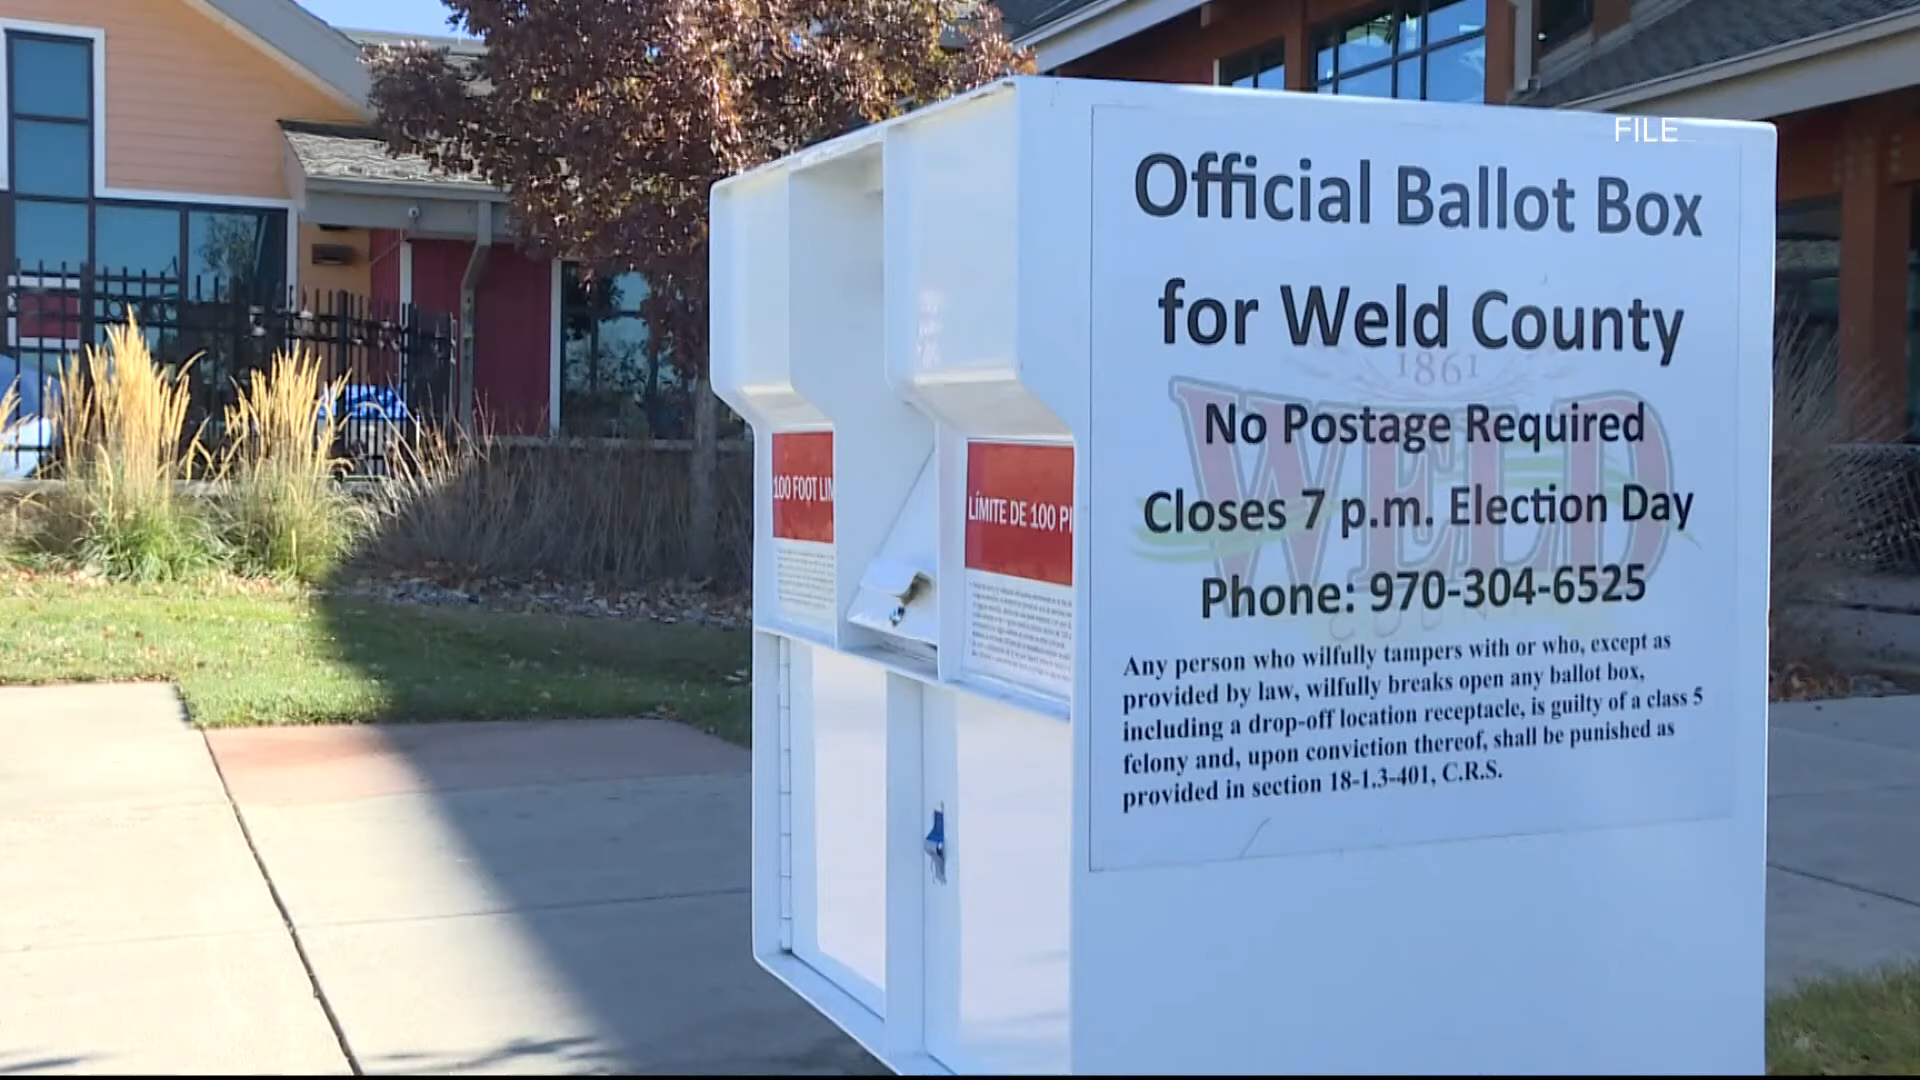 FILE
Official Ballot Box
for Weld County
1861
WELD
No Postage Required
Closes 7 p.m. Election Day
Phone: 970-304-6525
Any person who wilfully tampers with or who, except as
provided by law, wilfully breaks open any ballot box,
including a drop-off location receptacle, is guilty of a class 5
felony and, upon conviction thereof, shall be punished as
provided in section 18-1.3-401, C.R.S.
100 FOOT LIM
LÍMITE DE 100 PI